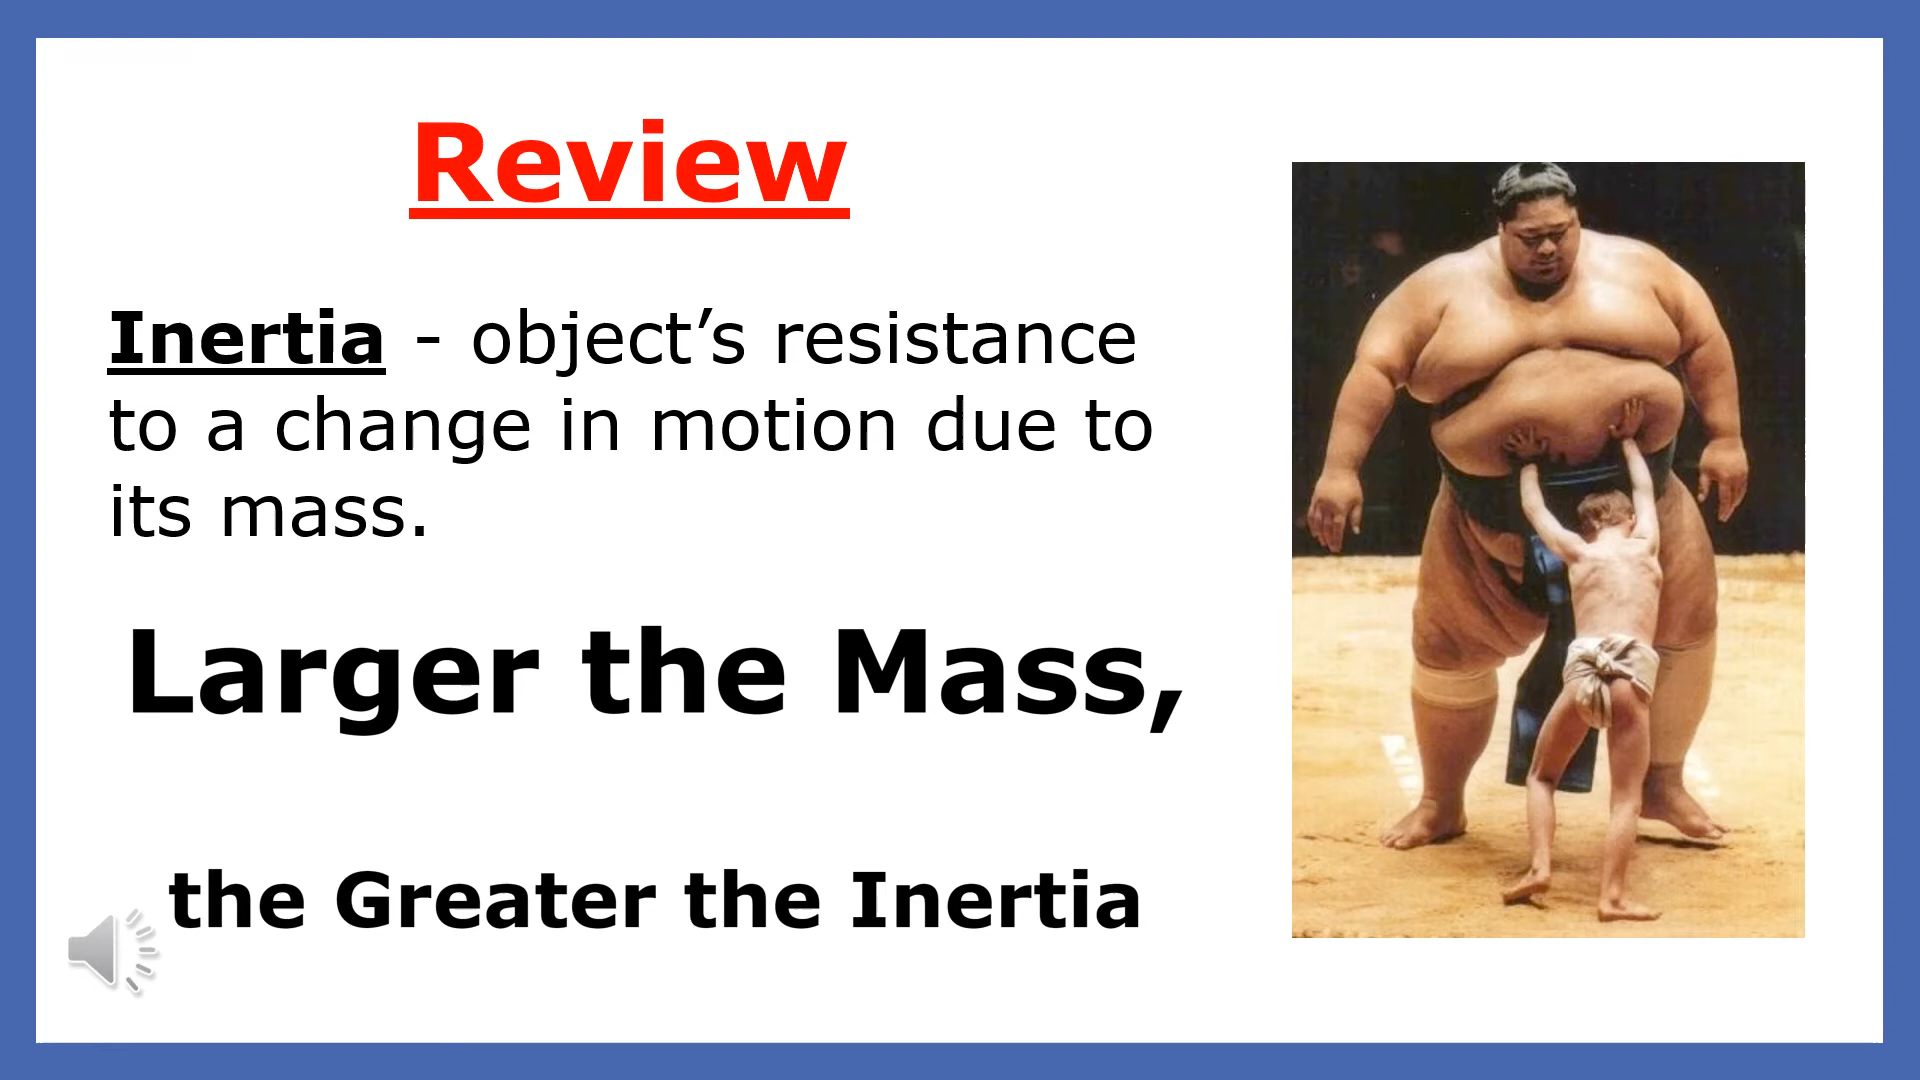 Review
Inertia - object’s resistance
to a change in motion due to
its mass.
Larger the Mass,
the Greater the Inertia